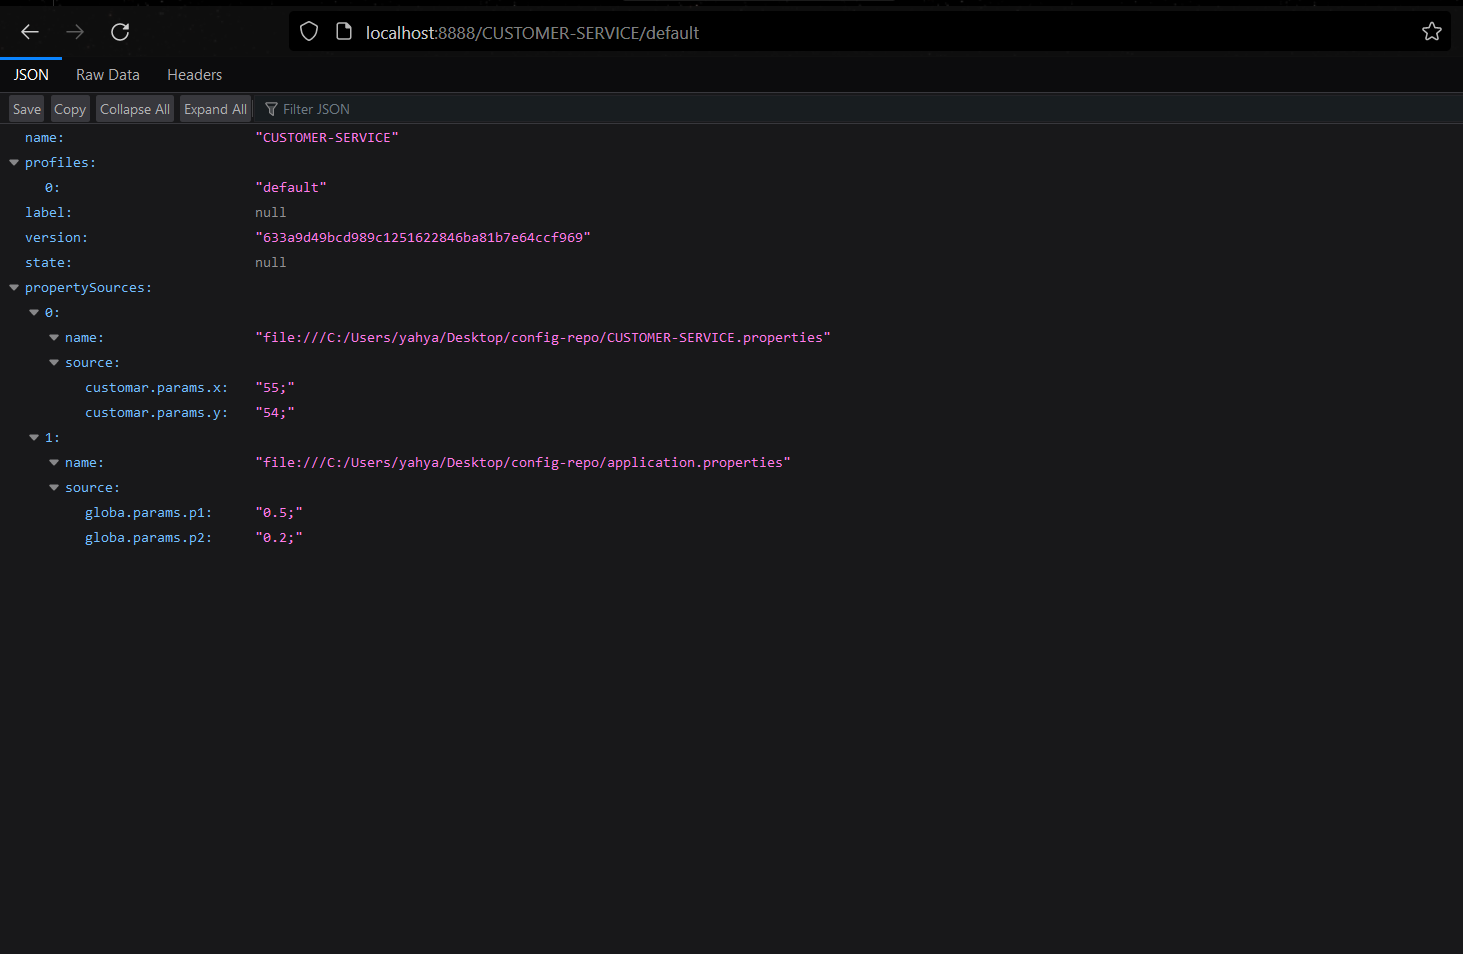 localhost:8888/CUSTOMER-SERVICE/default
JSON Raw Data Headers
Save Copy Collapse All Expand All Filter JSON
name: "CUSTOMER-SERVICE"
profiles:
0: "default"
label: null
version: "633a9d49bcd989c1251622846ba81b7e64ccf969"
state: null
propertySources:
0:
name: "file:///C:/Users/yahya/Desktop/config-repo/CUSTOMER-SERVICE.properties"
source:
customar.params.x: "55;"
customar.params.y: "54;"
1:
name: "file:///C:/Users/yahya/Desktop/config-repo/application.properties"
source:
globa.params.p1: "0.5;"
globa.params.p2: "0.2;"